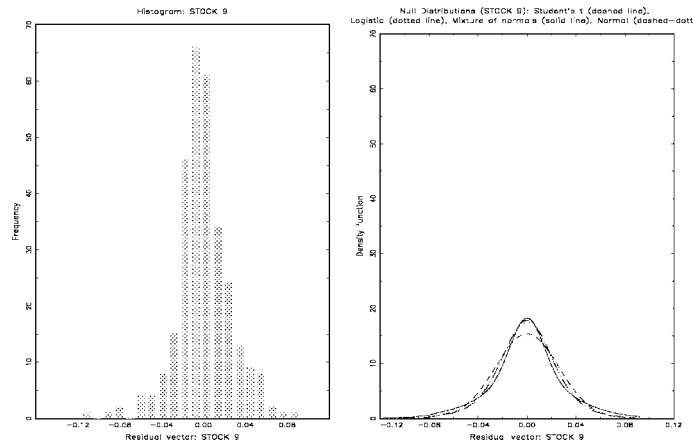 Histogram: STOCK 9
Frequency
0
10
20
30
40
50
60
70
−0.12 −0.08 −0.04 0.00 0.04 0.08
Residual vector: STOCK 9
Null Distributions (STOCK 9): Student's t (dashed line),
Logistic (dotted line), Mixture of normals (solid line), Normal (dashed−dott
Density function
0
10
20
30
40
50
60
70
−0.12 −0.08 −0.04 0.00 0.04 0.08 0.12
Residual vector: STOCK 9